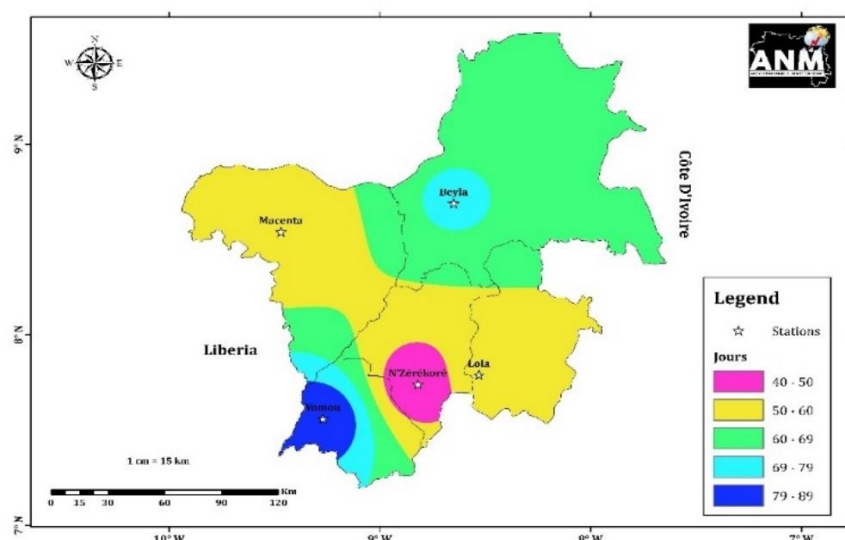 N
W E
S
ANM
9° N
8° N
7° N
Côte D'Ivoire
Beyla
Macenta
Liberia
N'Zérékoré
Lola
Yomou
1 cm = 15 km
Km
0 15 30 60 90 120
Legend
Stations
Jours
40 - 50
50 - 60
60 - 69
69 - 79
79 - 89
10° W 9° W 8° W 7° W